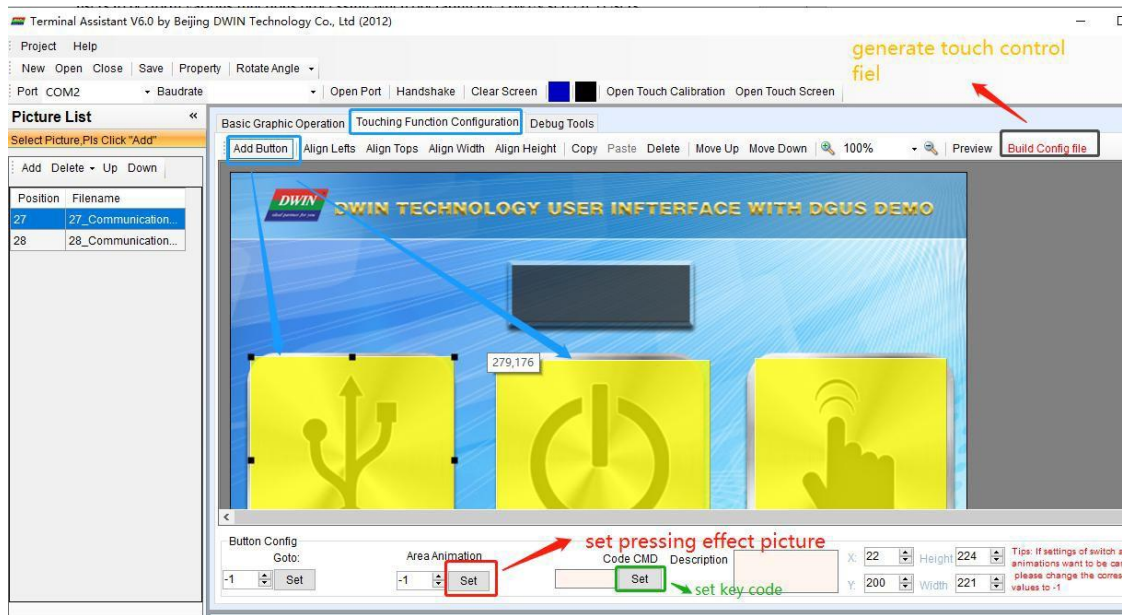 Terminal Assistant V6.0 by Beijing DWIN Technology Co., Ltd (2012)
Project Help
generate touch control
fiel
New Open Close Save Property Rotate Angle
Port COM2 Baudrate Open Port Handshake Clear Screen Open Touch Calibration Open Touch Screen
Picture List «
Select Picture,Pls Click "Add"
Basic Graphic Operation Touching Function Configuration Debug Tools
Add Button Align Lefts Align Tops Align Width Align Height Copy Paste Delete Move Up Move Down 100% Preview Build Config file
Add Delete Up Down
Position Filename
27 27_Communication...
28 28_Communication...
DWIN
DWIN TECHNOLOGY USER INFTERFACE WITH DGUS DEMO
279,176
Button Config
set pressing effect picture
Goto: Area Animation Code CMD Description
-1 Set -1 Set Set
set key code
X: 22 Height 224
Y: 200 Width 221
Tips: If settings of switch
animations want to be
please change the
values to -1